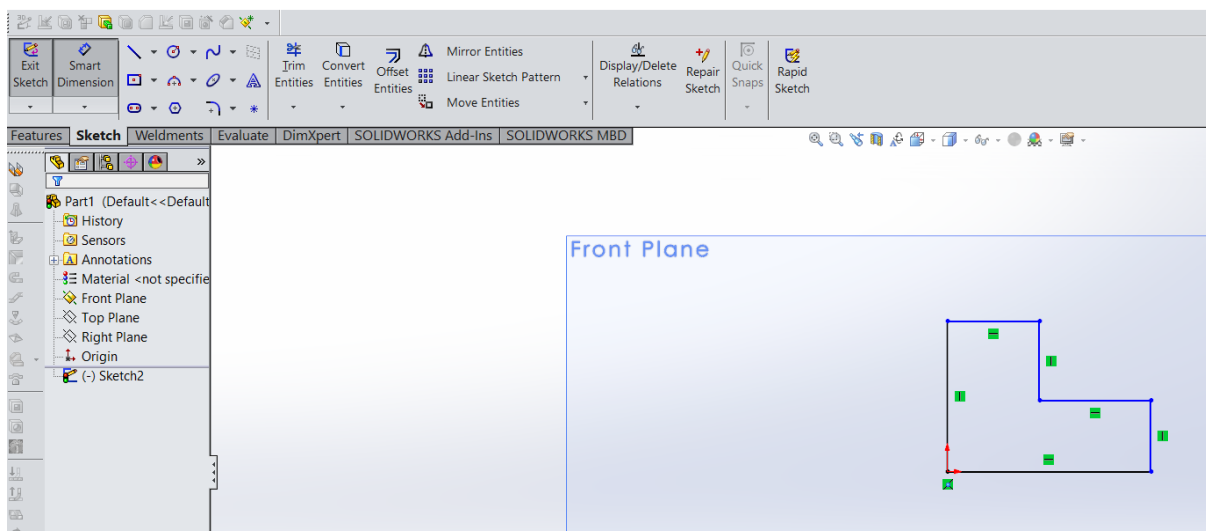 Exit Sketch
Smart Dimension
Trim Entities
Convert Entities
Offset Entities
Mirror Entities
Linear Sketch Pattern
Move Entities
Display/Delete Relations
Repair Sketch
Quick Snaps
Rapid Sketch
Features Sketch Weldments Evaluate DimXpert SOLIDWORKS Add-Ins SOLIDWORKS MBD
»
Part1 (Default<<Default
History
Sensors
Annotations
Material <not specifie
Front Plane
Top Plane
Right Plane
Origin
(-) Sketch2
Front Plane